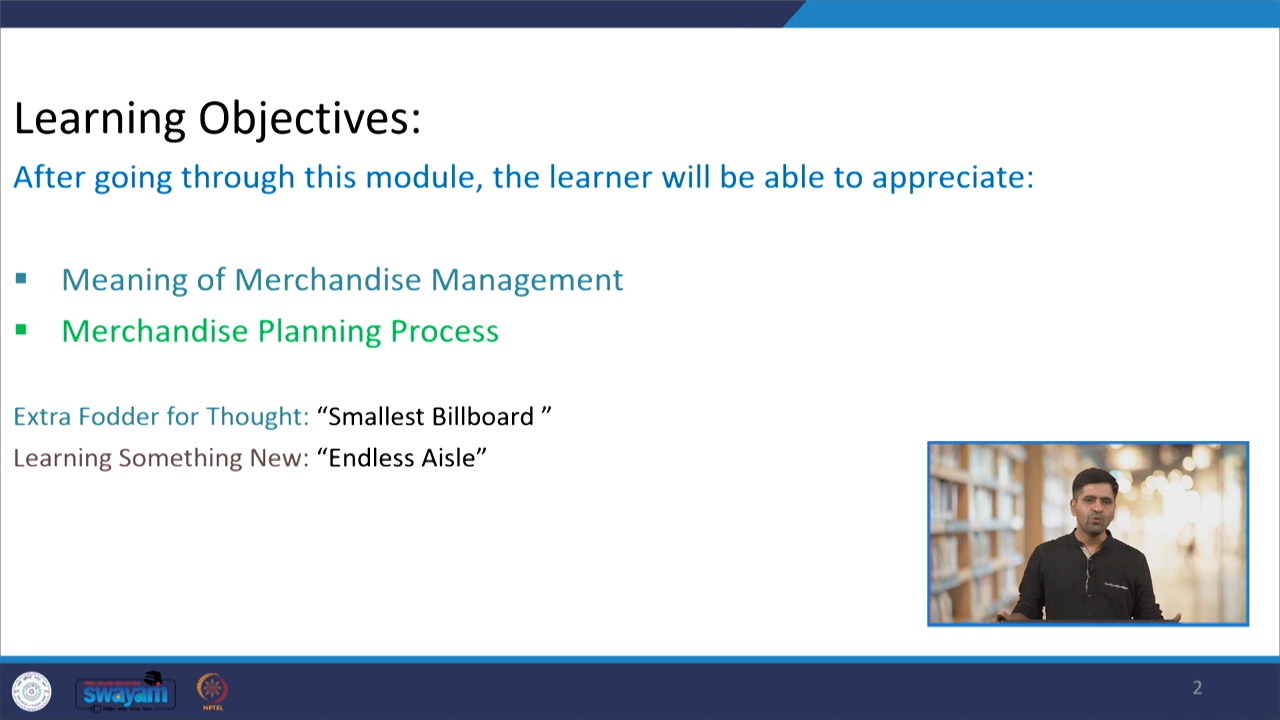 Learning Objectives:
After going through this module, the learner will be able to appreciate:
▪ Meaning of Merchandise Management
▪ Merchandise Planning Process
Extra Fodder for Thought: “Smallest Billboard ”
Learning Something New: “Endless Aisle”
swayam
NPTEL
2